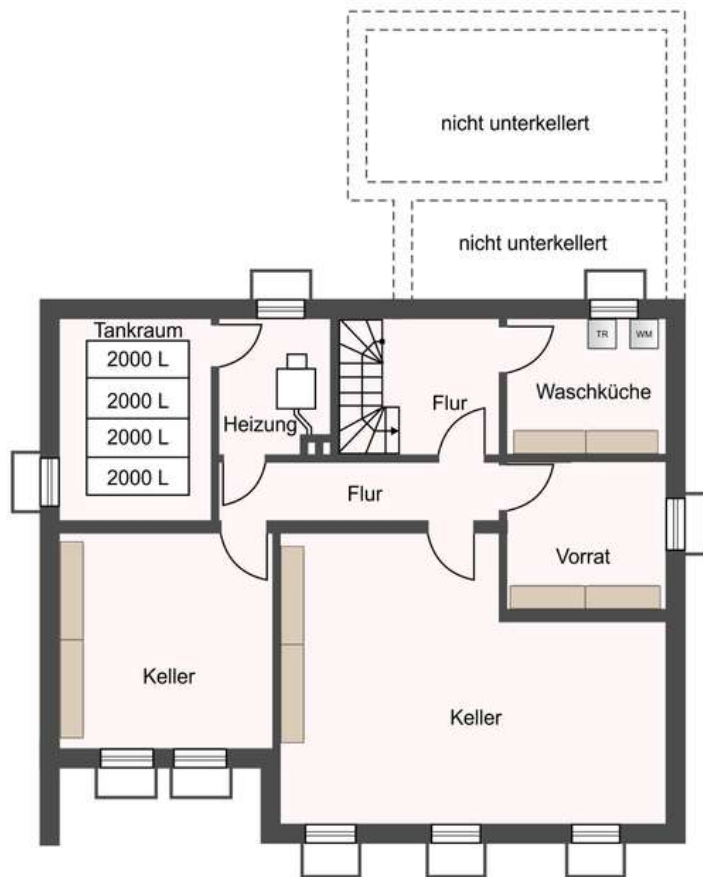 nicht unterkellert
nicht unterkellert
Tankraum
2000 L
2000 L
2000 L
2000 L
Heizung
Flur
TR
WM
Waschküche
Flur
Vorrat
Keller
Keller